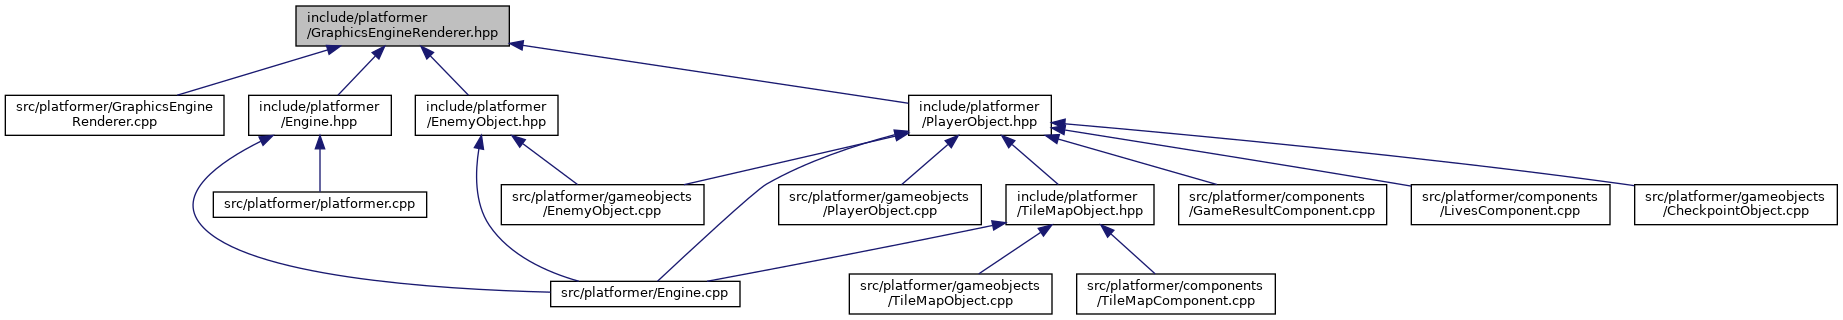 include/platformer
/GraphicsEngineRenderer.hpp
src/platformer/GraphicsEngine
Renderer.cpp
include/platformer
/Engine.hpp
include/platformer
/EnemyObject.hpp
include/platformer
/PlayerObject.hpp
src/platformer/platformer.cpp
src/platformer/gameobjects
/EnemyObject.cpp
src/platformer/gameobjects
/PlayerObject.cpp
include/platformer
/TileMapObject.hpp
src/platformer/components
/GameResultComponent.cpp
src/platformer/components
/LivesComponent.cpp
src/platformer/gameobjects
/CheckpointObject.cpp
src/platformer/Engine.cpp
src/platformer/gameobjects
/TileMapObject.cpp
src/platformer/components
/TileMapComponent.cpp